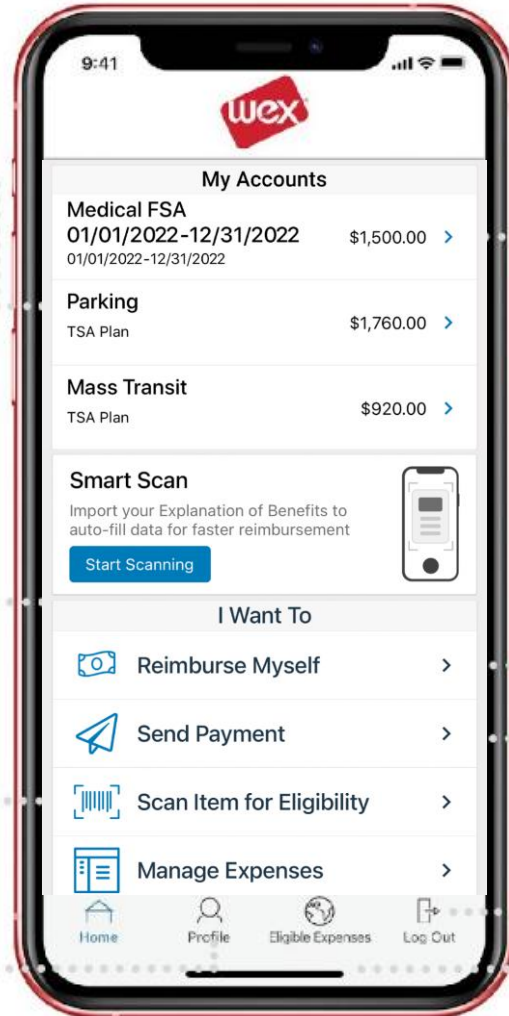 9:41
wex
My Accounts
Medical FSA
01/01/2022-12/31/2022
$1,500.00
01/01/2022-12/31/2022
Parking
$1,760.00
TSA Plan
Mass Transit
$920.00
TSA Plan
Smart Scan
Import your Explanation of Benefits to
auto-fill data for faster reimbursement
Start Scanning
I Want To
Reimburse Myself
Send Payment
Scan Item for Eligibility
Manage Expenses
Home Profile Eligible Expenses Log Out